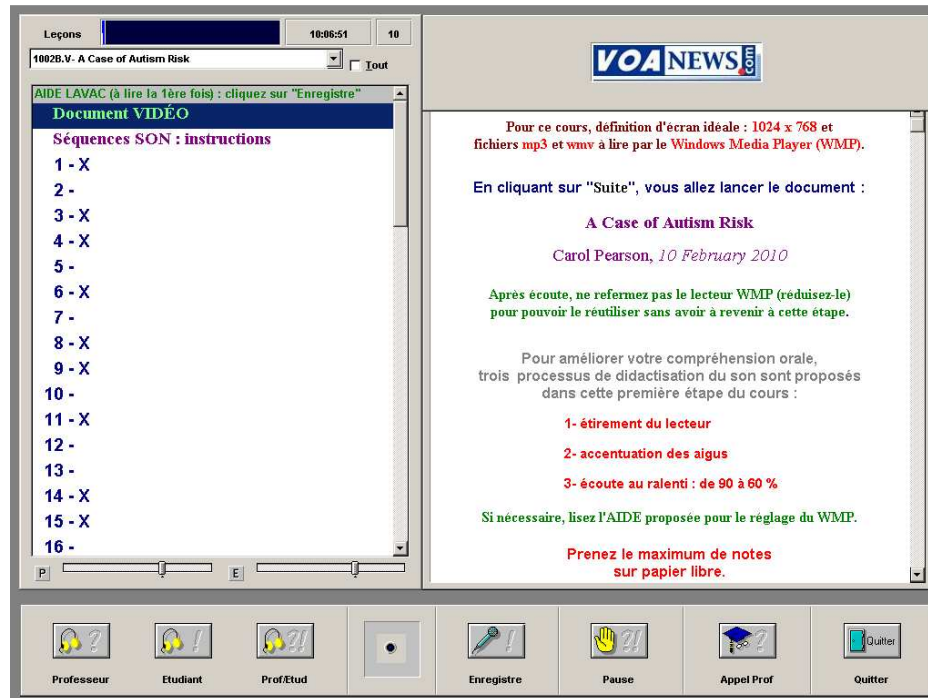 Leçons 10:06:51 10
1002B.V- A Case of Autism Risk
Tout
AIDE LAVAC (à lire la 1ère fois) : cliquez sur "Enregistre"
Document VIDÉO
Séquences SON : instructions
1 - X
2 -
3 - X
4 - X
5 -
6 - X
7 -
8 - X
9 - X
10 -
11 - X
12 -
13 -
14 - X
15 - X
16 -
P E
VOA NEWS.com
Pour ce cours, définition d'écran idéale : 1024 x 768 et
fichiers mp3 et wmv à lire par le Windows Media Player (WMP).
En cliquant sur "Suite", vous allez lancer le document :
A Case of Autism Risk
Carol Pearson, 10 February 2010
Après écoute, ne refermez pas le lecteur WMP (réduisez-le)
pour pouvoir le réutiliser sans avoir à revenir à cette étape.
Pour améliorer votre compréhension orale,
trois processus de didactisation du son sont proposés
dans cette première étape du cours :
1- étirement du lecteur
2- accentuation des aigus
3- écoute au ralenti : de 90 à 60 %
Si nécessaire, lisez l'AIDE proposée pour le réglage du WMP.
Prenez le maximum de notes
sur papier libre.
? ! ?! ! ?! ? Quitter
Professeur Etudiant Prof/Etud Enregistre Pause Appel Prof Quitter